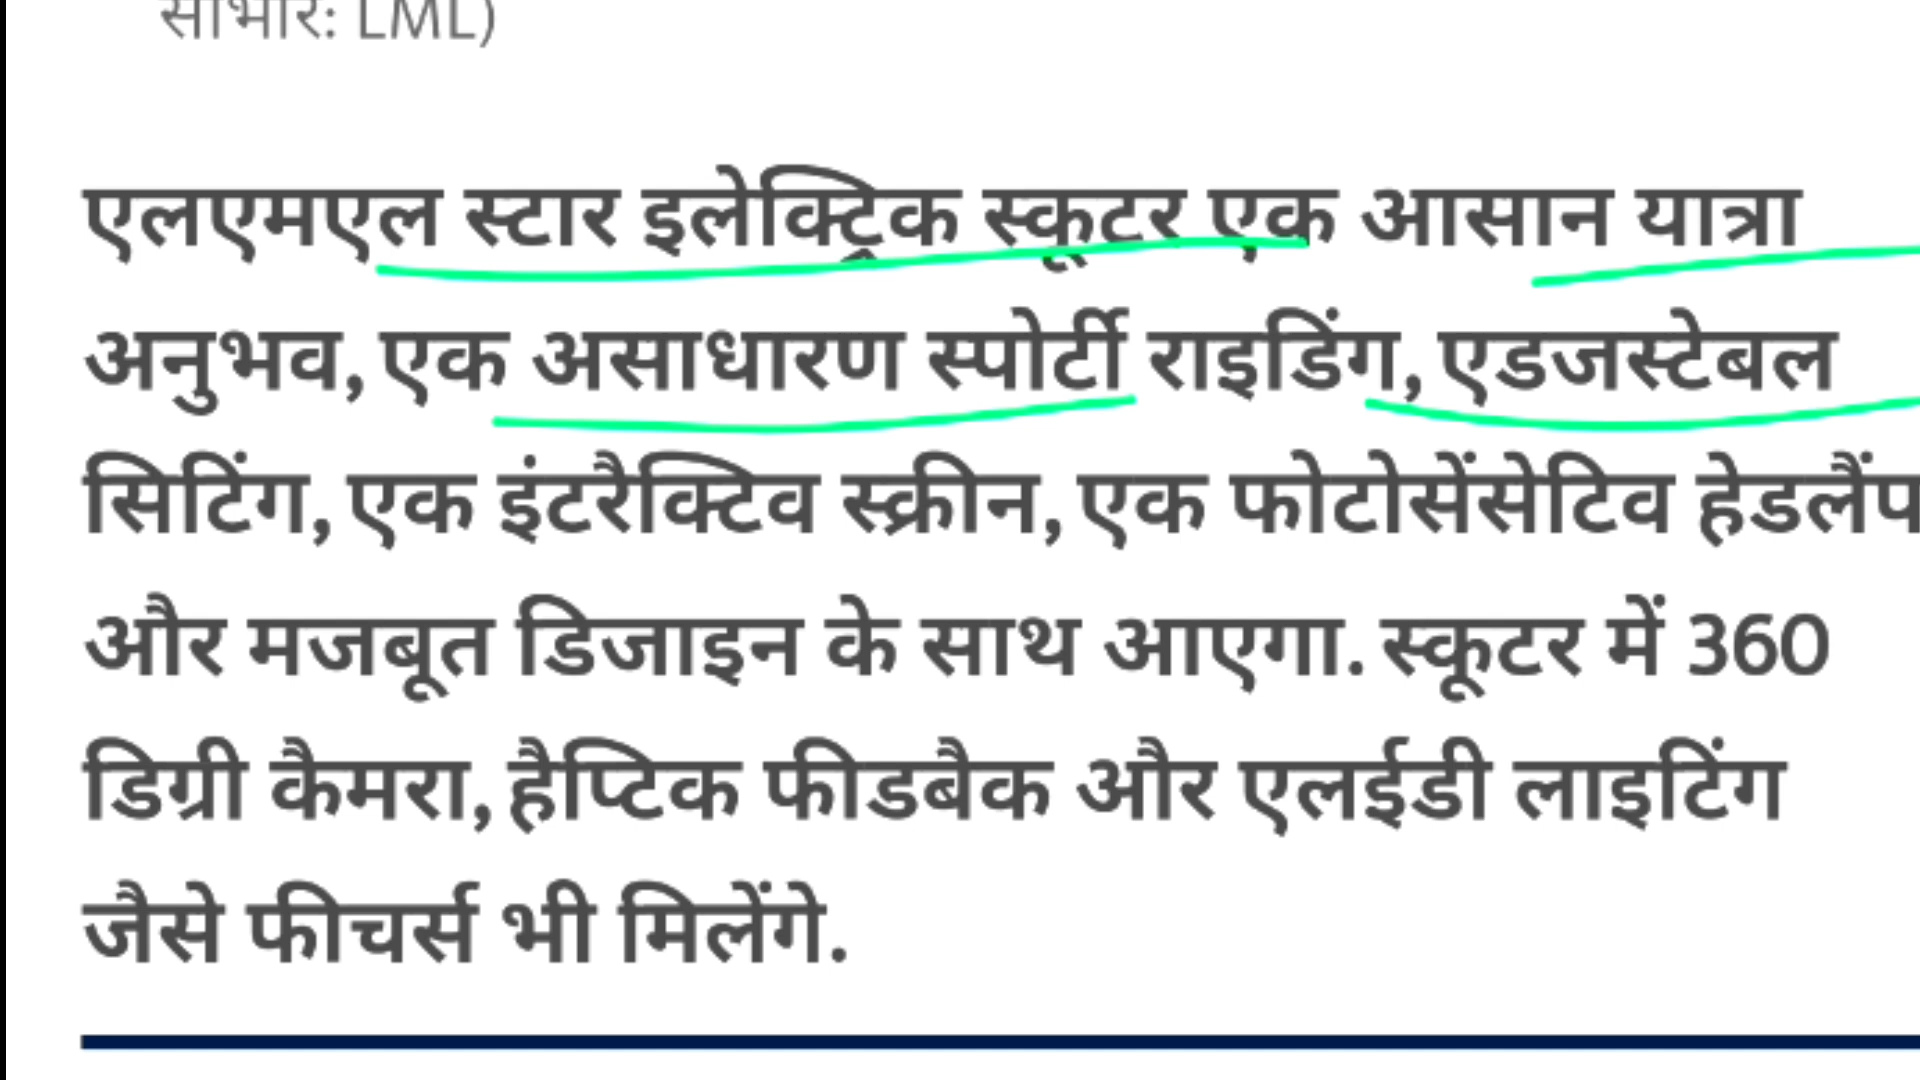 साभार: LML)
एलएमएल स्टार इलेक्ट्रिक स्कूटर एक आसान यात्रा
अनुभव, एक असाधारण स्पोर्टी राइडिंग, एडजस्टेबल
सिटिंग, एक इंटरैक्टिव स्क्रीन, एक फोटोसेंसेटिव हेडलैंप
और मजबूत डिजाइन के साथ आएगा. स्कूटर में 360
डिग्री कैमरा, हैप्टिक फीडबैक और एलईडी लाइटिंग
जैसे फीचर्स भी मिलेंगे.